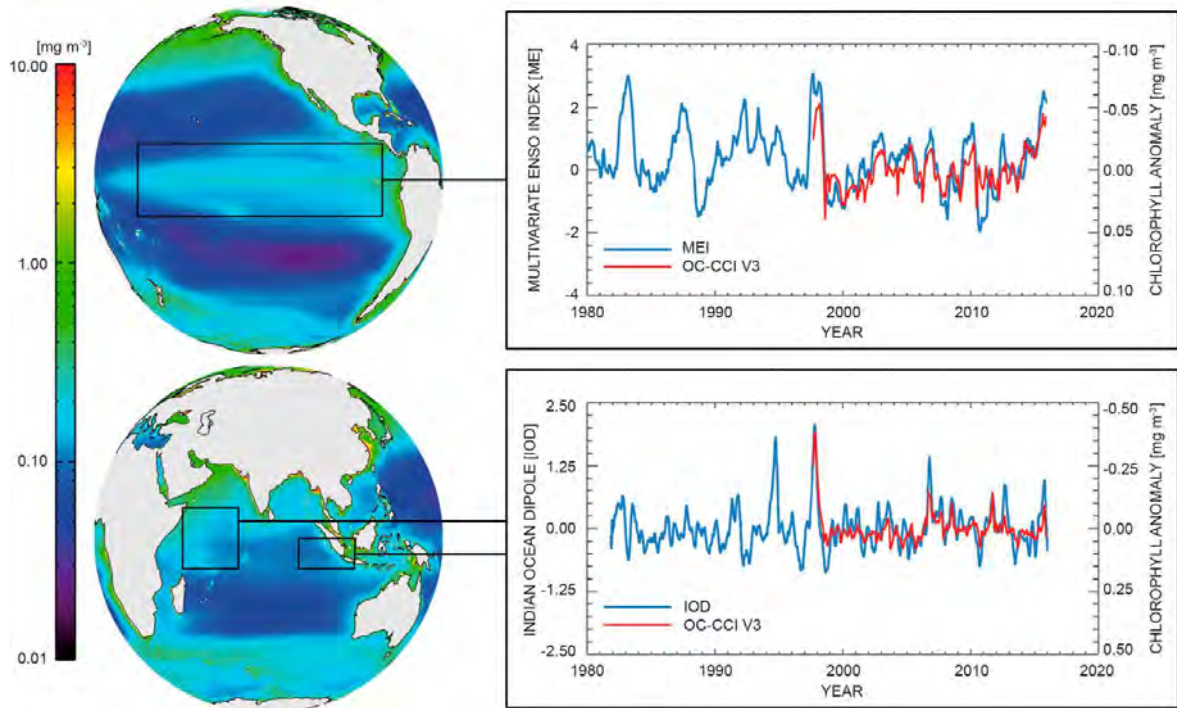 [mg m-3]
10.00
1.00
0.10
0.01
MULTIVARIATE ENSO INDEX [ME]
4
2
0
-2
-4
MEI
OC-CCI V3
1980 1990 2000 2010 2020
YEAR
-0.10
-0.05
0.00
0.05
0.10
CHLOROPHYLL ANOMALY [mg m-3]
INDIAN OCEAN DIPOLE [IOD]
2.50
1.25
0.00
-1.25
-2.50
IOD
OC-CCI V3
1980 1990 2000 2010 2020
YEAR
-0.50
-0.25
0.00
0.25
0.50
CHLOROPHYLL ANOMALY [mg m-3]